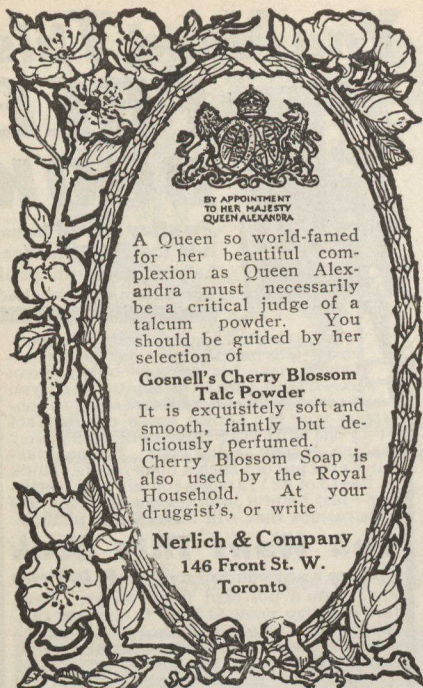 BY APPOINTMENT
TO HER MAJESTY
QUEEN ALEXANDRA
A Queen so world-famed
for her beautiful com-
plexion as Queen Alex-
andra must necessarily
be a critical judge of a
talcum powder. You
should be guided by her
selection of
Gosnell's Cherry Blossom
Talc Powder
It is exquisitely soft and
smooth, faintly but de-
liciously perfumed.
Cherry Blossom Soap is
also used by the Royal
Household. At your
druggist's, or write
Nerlich & Company
146 Front St. W.
Toronto